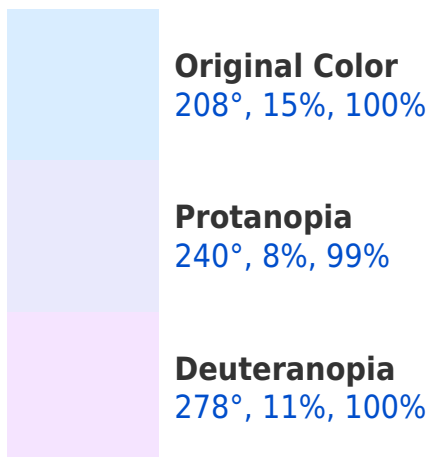 Original Color
208°, 15%, 100%
Protanopia
240°, 8%, 99%
Deuteranopia
278°, 11%, 100%